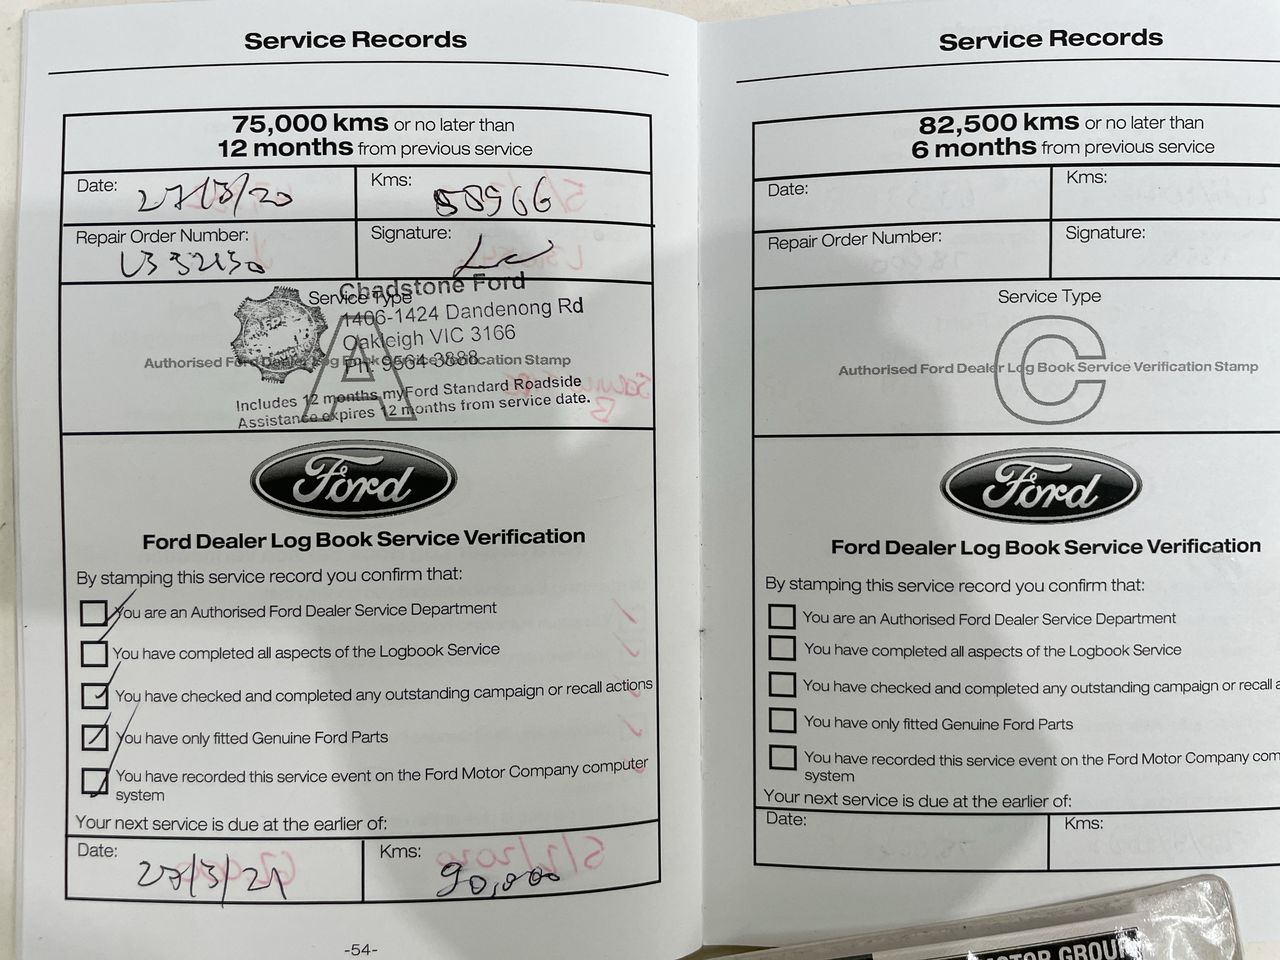 Service Records
75,000 kms or no later than
12 months from previous service
Date: 27/3/20
Kms: 58966
Repair Order Number:
Signature:
Service Type
A
Authorised Ford Dealer Log Book Service Verification Stamp
Chadstone Ford
1406-1424 Dandenong Rd
Oakleigh VIC 3166
Ph: 9564 3888
Includes 12 months myFord Standard Roadside
Assistance expires 12 months from service date.
Ford
Ford Dealer Log Book Service Verification
By stamping this service record you confirm that:
You are an Authorised Ford Dealer Service Department
You have completed all aspects of the Logbook Service
You have checked and completed any outstanding campaign or recall actions
You have only fitted Genuine Ford Parts
You have recorded this service event on the Ford Motor Company computer
system
Your next service is due at the earlier of:
Date: 27/3/21
Kms: 90,000
-54-
Service Records
82,500 kms or no later than
6 months from previous service
Date:
Kms:
Repair Order Number:
Signature:
Service Type
C
Authorised Ford Dealer Log Book Service Verification Stamp
Ford
Ford Dealer Log Book Service Verification
By stamping this service record you confirm that:
You are an Authorised Ford Dealer Service Department
You have completed all aspects of the Logbook Service
You have checked and completed any outstanding campaign or recall
You have only fitted Genuine Ford Parts
You have recorded this service event on the Ford Motor Company com
system
Your next service is due at the earlier of:
Date:
Kms:
MOTOR GROUP